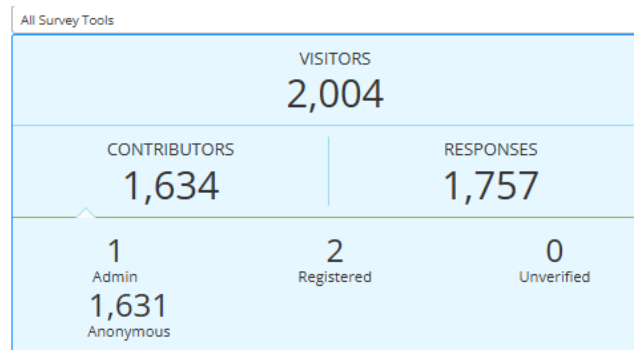 All Survey Tools
VISITORS
2,004
CONTRIBUTORS
1,634
RESPONSES
1,757
1
Admin
2
Registered
0
Unverified
1,631
Anonymous